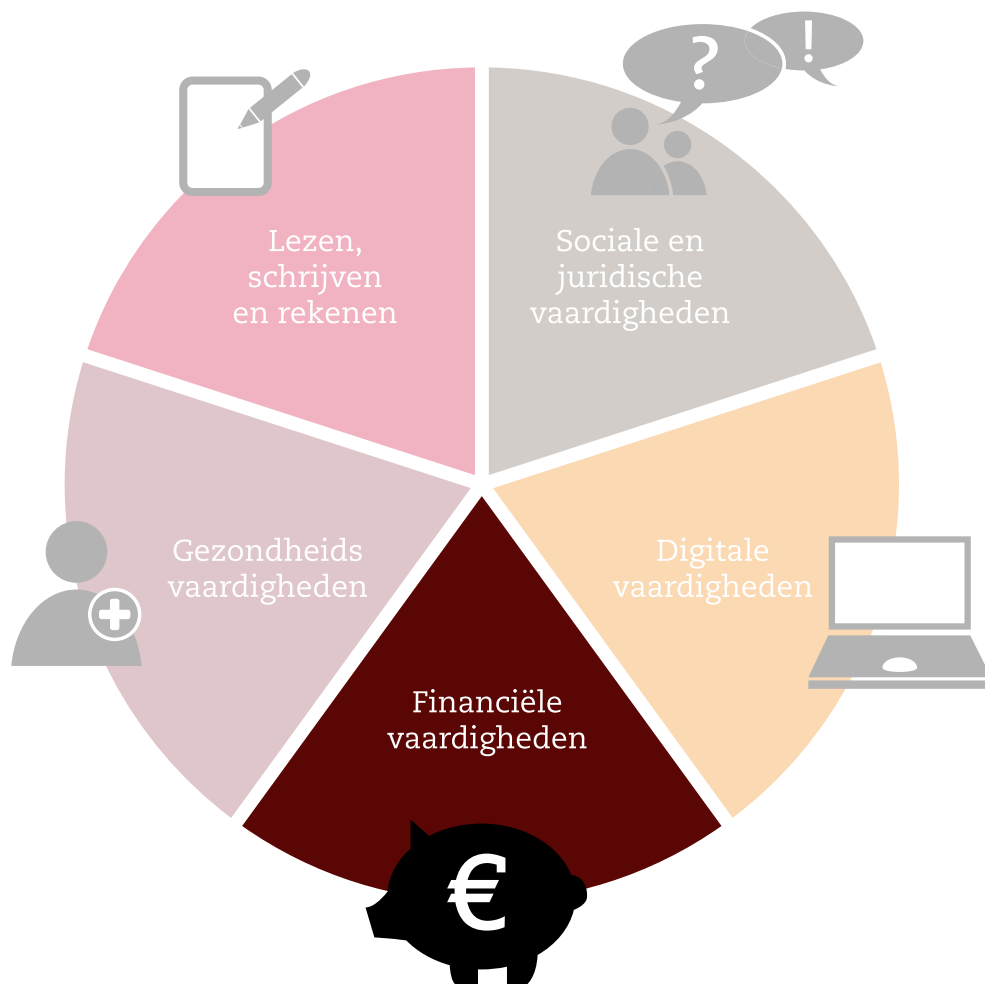 ?
!
Lezen,
schrijven
en rekenen
Sociale en
juridische
vaardigheden
Gezondheids
vaardigheden
Digitale
vaardigheden
Financiële
vaardigheden
€